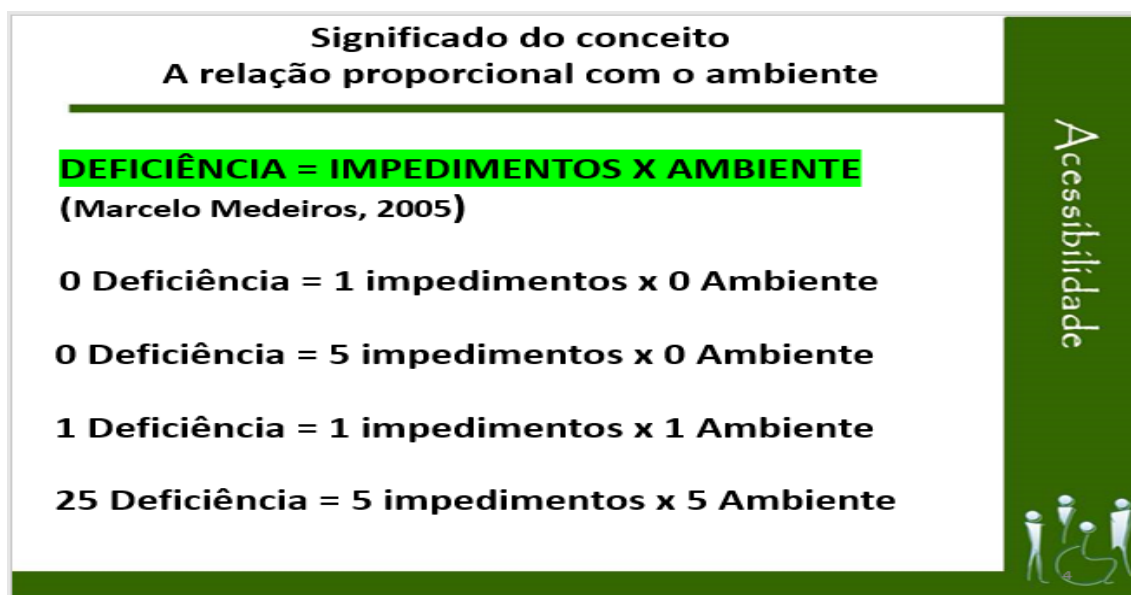 Significado do conceito
A relação proporcional com o ambiente
DEFICIÊNCIA = IMPEDIMENTOS X AMBIENTE
(Marcelo Medeiros, 2005)
0 Deficiência = 1 impedimentos x 0 Ambiente
0 Deficiência = 5 impedimentos x 0 Ambiente
1 Deficiência = 1 impedimentos x 1 Ambiente
25 Deficiência = 5 impedimentos x 5 Ambiente
Acessibilidade
4